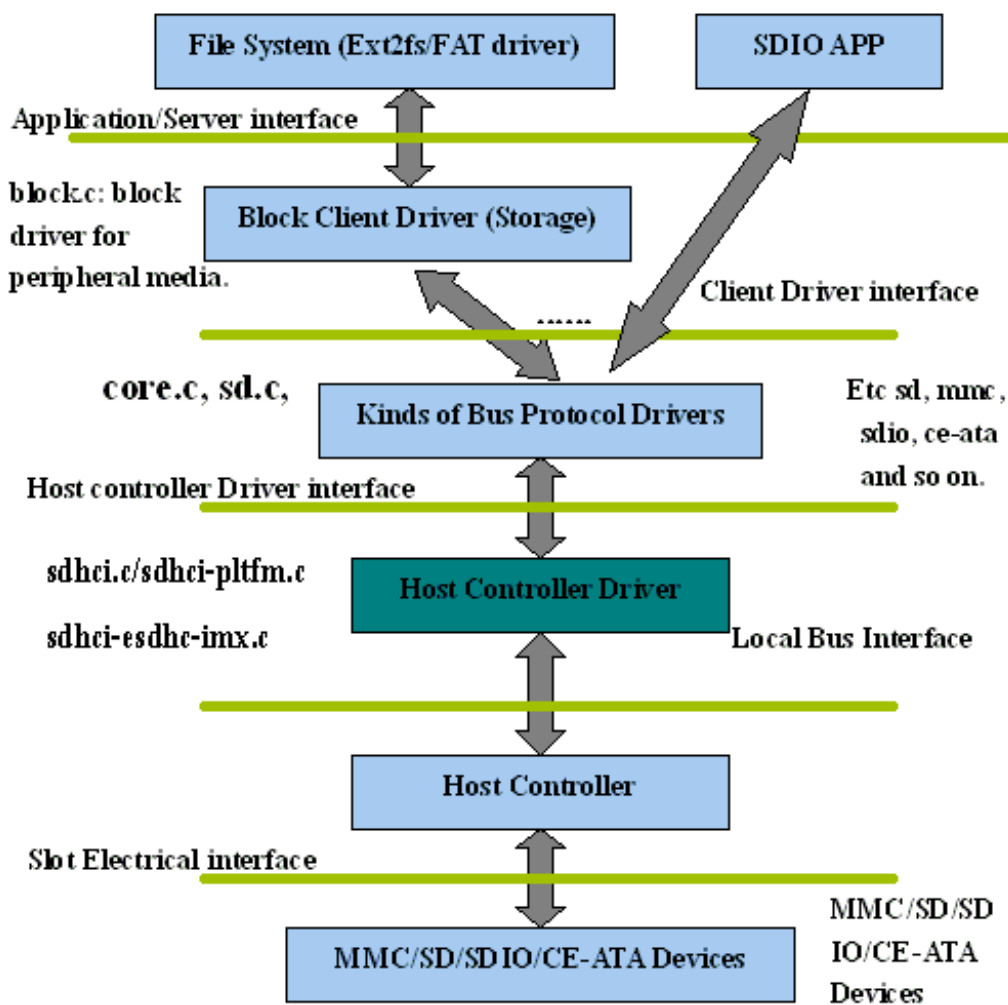 File System (Ext2fs/FAT driver)
SDIO APP
Application/Server interface
block.c: block
driver for
peripheral media.
Block Client Driver (Storage)
Client Driver interface
......
core.c, sd.c,
Kinds of Bus Protocol Drivers
Etc sd, mmc,
sdio, ce-ata
and so on.
Host controller Driver interface
sdhci.c/sdhci-pltfm.c
Host Controller Driver
sdhci-esdhc-imx.c
Local Bus Interface
Host Controller
Slot Electrical interface
MMC/SD/SDIO/CE-ATA Devices
MMC/SD/SD
IO/CE-ATA
Devices